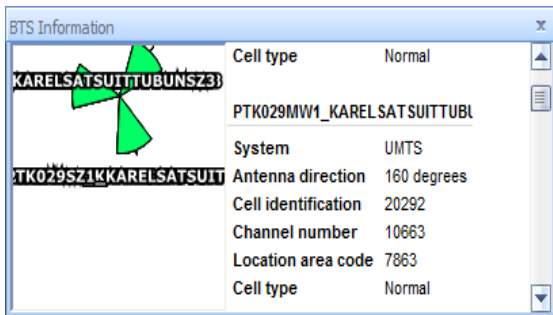 BTS Information x
KARELSATSUITTUBUNSZ3
Cell type Normal
PTK029MW1_KARELSATSUITTUBU
System UMTS
TK029SZ1KKARELSATSUIT
Antenna direction 160 degrees
Cell identification 20292
Channel number 10663
Location area code 7863
Cell type Normal